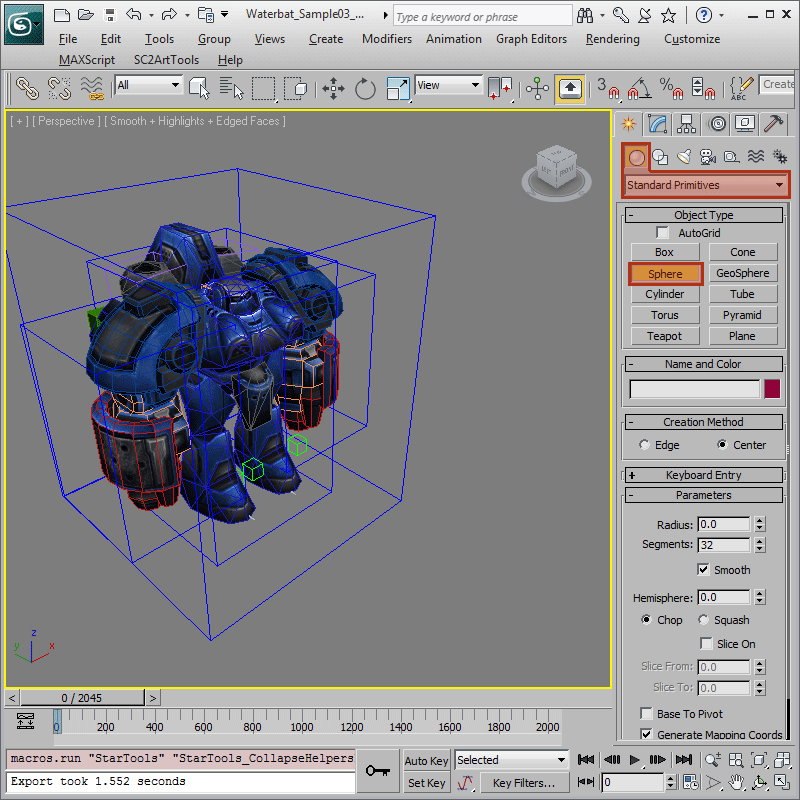 Waterbat_Sample03_...
Type a keyword or phrase
File Edit Tools Group Views Create Modifiers Animation Graph Editors Rendering Customize
MAXScript SC2ArtTools Help
All
View
3
%
ABC
Create
[ + ] [ Perspective ] [ Smooth + Highlights + Edged Faces ]
Standard Primitives
- Object Type
AutoGrid
Box Cone
Sphere GeoSphere
Cylinder Tube
Torus Pyramid
Teapot Plane
- Name and Color
- Creation Method
Edge Center
+ Keyboard Entry
- Parameters
Radius: 0.0
Segments: 32
Smooth
Hemisphere: 0.0
Chop Squash
Slice On
Slice From: 0.0
Slice To: 0.0
Base To Pivot
Generate Mapping Coords
z
y x
< 0 / 2045 >
0 200 400 600 800 1000 1200 1400 1600 1800 2000
macros.run "StarTools" "StarTools_CollapseHelpers
Export took 1.552 seconds
Auto Key Selected
Set Key Key Filters...
0